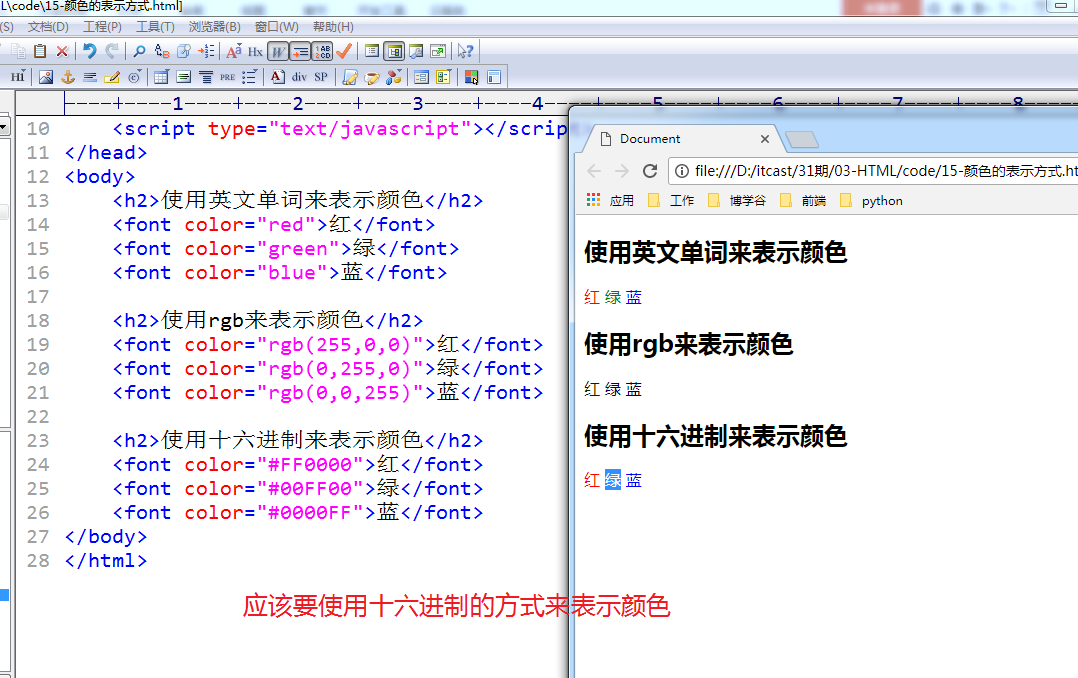 L\code\15-颜色的表示方式.html]
(S) 文档(D) 工程(P) 工具(T) 浏览器(B) 窗口(W) 帮助(H)
----+----1----+----2----+----3----+----4----+----5----+----6----+----7----+----8
10 <script type="text/javascript"></scrip
11 </head>
12 <body>
13 <h2>使用英文单词来表示颜色</h2>
14 <font color="red">红</font>
15 <font color="green">绿</font>
16 <font color="blue">蓝</font>
17
18 <h2>使用rgb来表示颜色</h2>
19 <font color="rgb(255,0,0)">红</font>
20 <font color="rgb(0,255,0)">绿</font>
21 <font color="rgb(0,0,255)">蓝</font>
22
23 <h2>使用十六进制来表示颜色</h2>
24 <font color="#FF0000">红</font>
25 <font color="#00FF00">绿</font>
26 <font color="#0000FF">蓝</font>
27 </body>
28 </html>
Document
file:///D:/itcast/31期/03-HTML/code/15-颜色的表示方式.ht
应用 工作 博学谷 前端 python
使用英文单词来表示颜色
红 绿 蓝
使用rgb来表示颜色
红 绿 蓝
使用十六进制来表示颜色
红 绿 蓝
应该要使用十六进制的方式来表示颜色